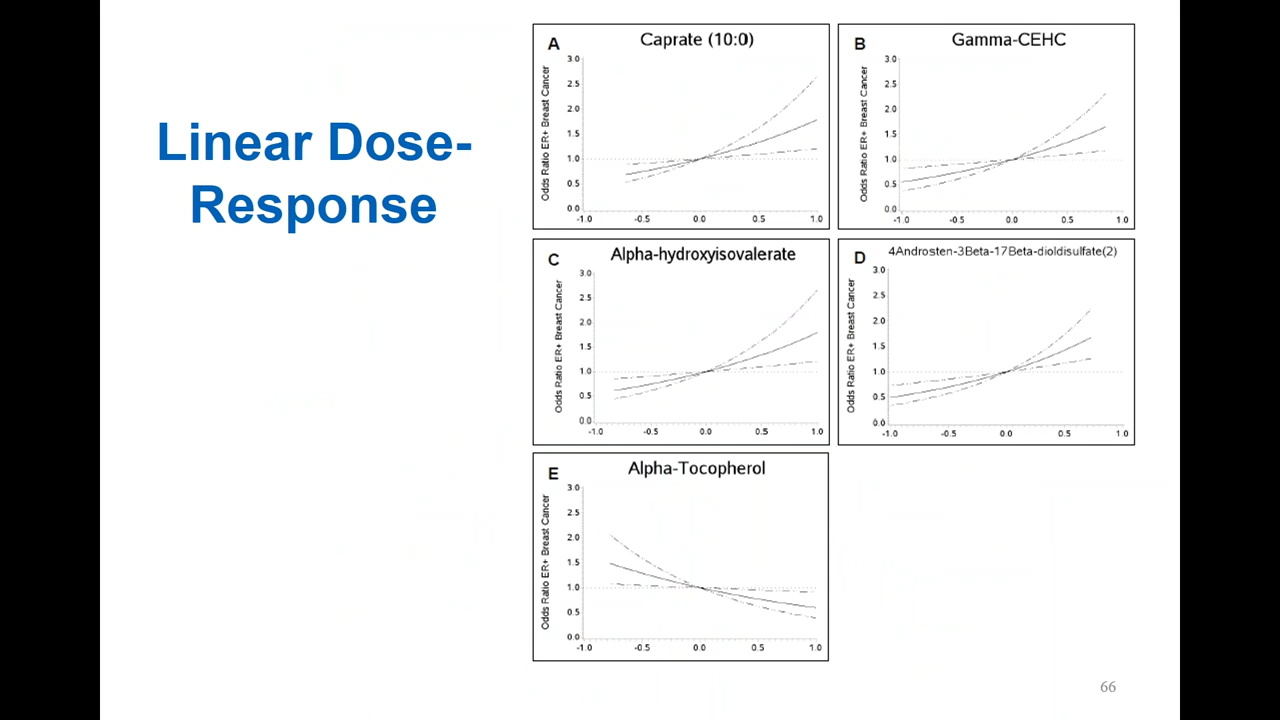 Linear Dose-
Response
A
Caprate (10:0)
Odds Ratio ER+ Breast Cancer
3.0
2.5
2.0
1.5
1.0
0.5
0.0
-1.0 -0.5 0.0 0.5 1.0
B
Gamma-CEHC
Odds Ratio ER+ Breast Cancer
3.0
2.5
2.0
1.5
1.0
0.5
0.0
-1.0 -0.5 0.0 0.5 1.0
C
Alpha-hydroxyisovalerate
Odds Ratio ER+ Breast Cancer
3.0
2.5
2.0
1.5
1.0
0.5
0.0
-1.0 -0.5 0.0 0.5 1.0
D
4Androsten-3Beta-17Beta-dioldisulfate(2)
Odds Ratio ER+ Breast Cancer
3.0
2.5
2.0
1.5
1.0
0.5
0.0
-1.0 -0.5 0.0 0.5 1.0
E
Alpha-Tocopherol
Odds Ratio ER+ Breast Cancer
3.0
2.5
2.0
1.5
1.0
0.5
0.0
-1.0 -0.5 0.0 0.5 1.0
66